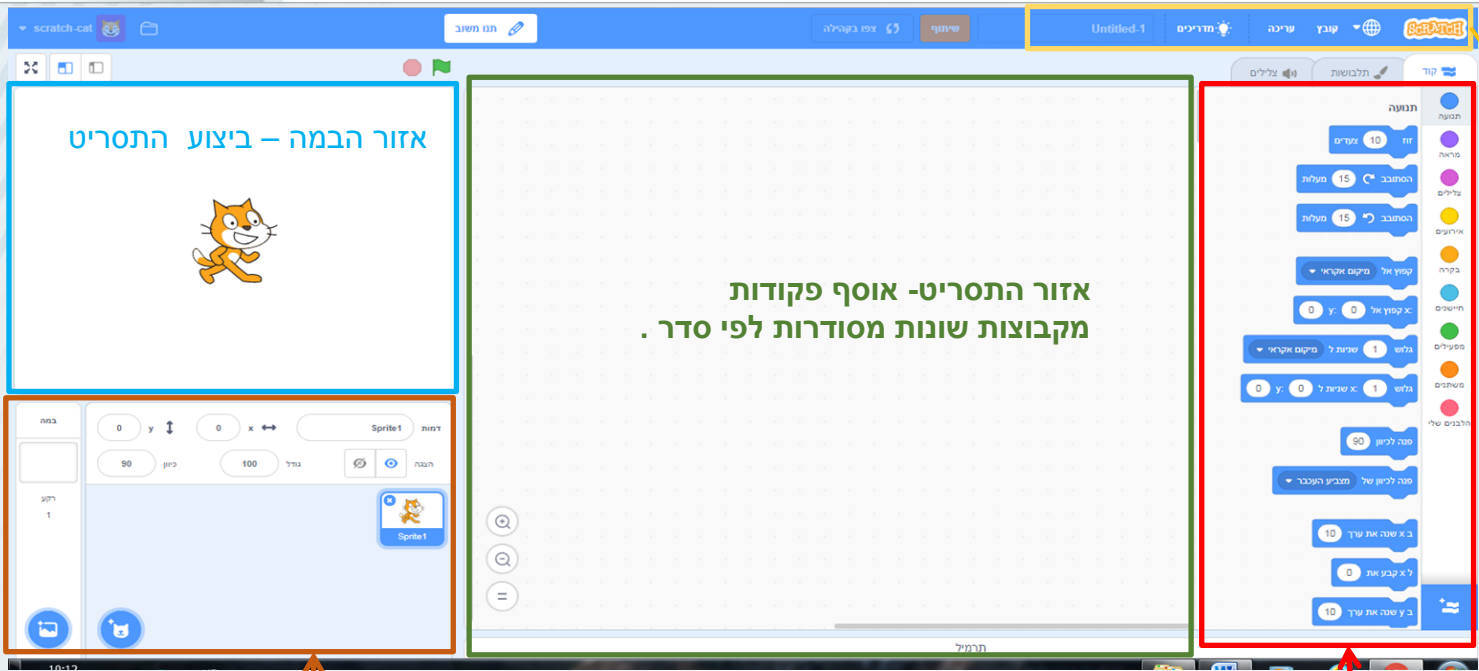 SCRATCH קובץ עריכה מדריכים Untitled-1 שיתוף צפו בקהילה תנו משוב scratch-cat
קוד תלבושות צלילים
תנועה
תנועה
מראה
צלילים
אירועים
בקרה
חיישנים
מפעילים
משתנים
הלבנים שלי
זוז 10 צעדים
הסתובב 15 מעלות
הסתובב 15 מעלות
קפוץ אל מיקום אקראי
קפוץ אל x: 0 y: 0
גלוש 1 שניות ל מיקום אקראי
גלוש 1 שניות ל x: 0 y: 0
פנה לכיוון 90
פנה לכיוון של מצביע העכבר
ב x שנה את ערך 10
ל x קבע את 0
ב y שנה את ערך 10
אזור התסריט- אוסף פקודות
מקבוצות שונות מסודרות לפי סדר .
תרמיל
אזור הבמה – ביצוע התסריט
דמות Sprite1 x 0 y 0
הצגה גודל 100 כיוון 90
Sprite1
במה
רקע
1
10:12